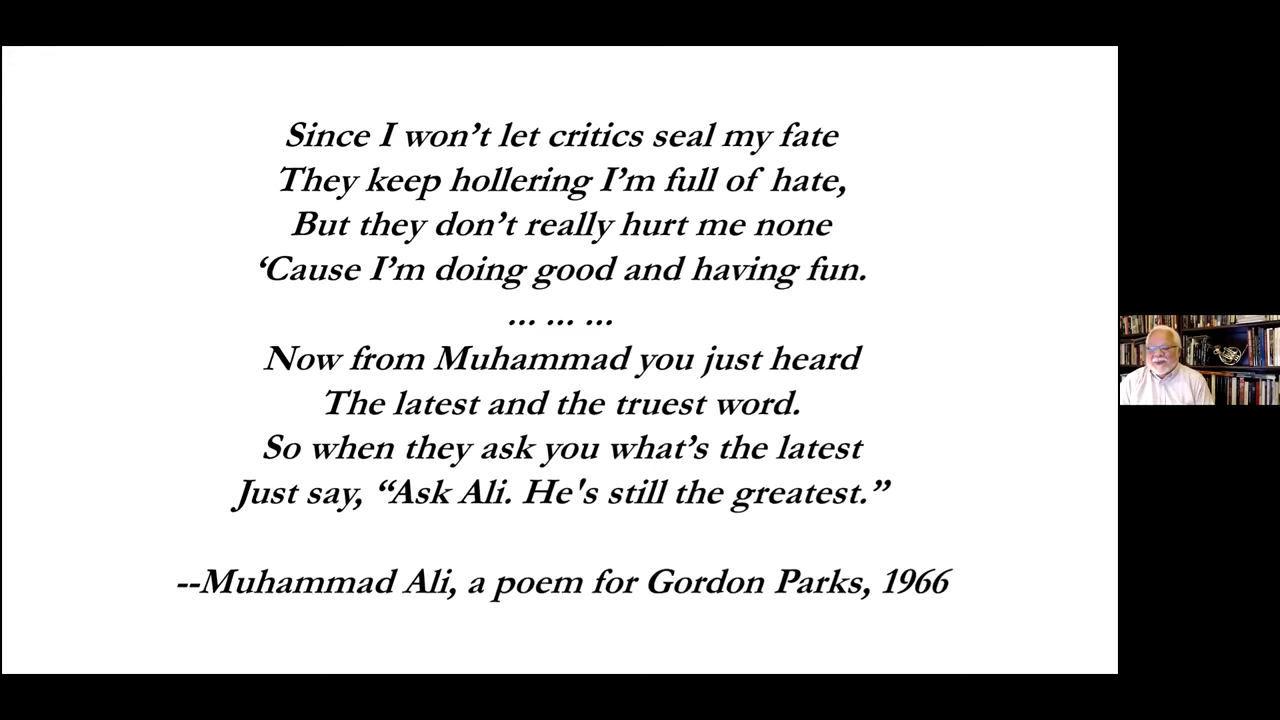 Since I won’t let critics seal my fate
They keep hollering I’m full of hate,
But they don’t really hurt me none
‘Cause I’m doing good and having fun.
... ... ...
Now from Muhammad you just heard
The latest and the truest word.
So when they ask you what’s the latest
Just say, “Ask Ali. He's still the greatest.”
--Muhammad Ali, a poem for Gordon Parks, 1966